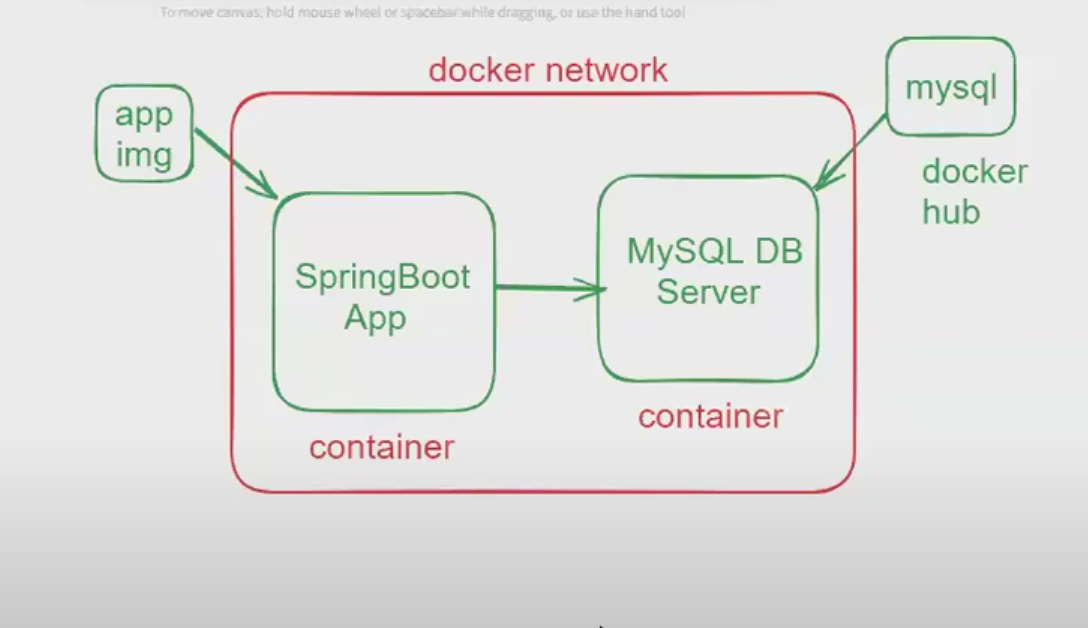 To move canvas, hold mouse wheel or spacebar while dragging, or use the hand tool
docker network
app
img
mysql
docker
hub
SpringBoot
App
MySQL DB
Server
container
container